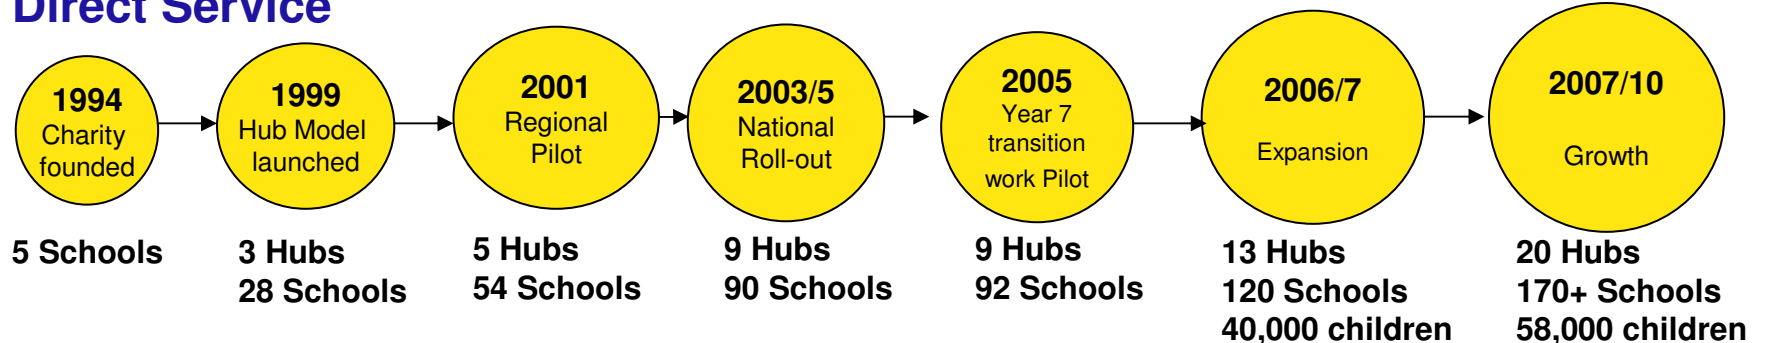 Direct Service
1994
Charity
founded
1999
Hub Model
launched
2001
Regional
Pilot
2003/5
National
Roll-out
2005
Year 7
transition
work Pilot
2006/7
Expansion
2007/10
Growth
5 Schools
3 Hubs
28 Schools
5 Hubs
54 Schools
9 Hubs
90 Schools
9 Hubs
92 Schools
13 Hubs
120 Schools
40,000 children
20 Hubs
170+ Schools
58,000 children